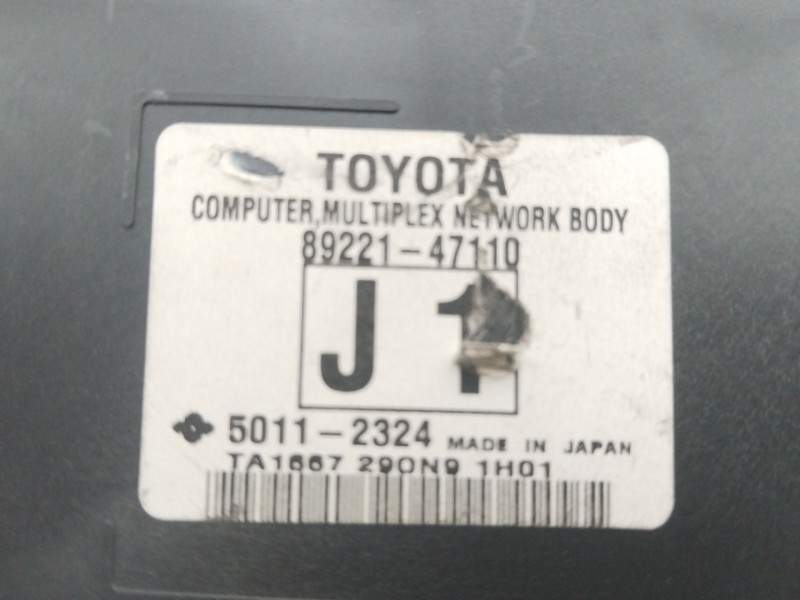 TOYOTA
COMPUTER,MULTIPLEX NETWORK BODY
89221-47110
J 1
5011-2324 MADE IN JAPAN
TA1667 290N9 1H01